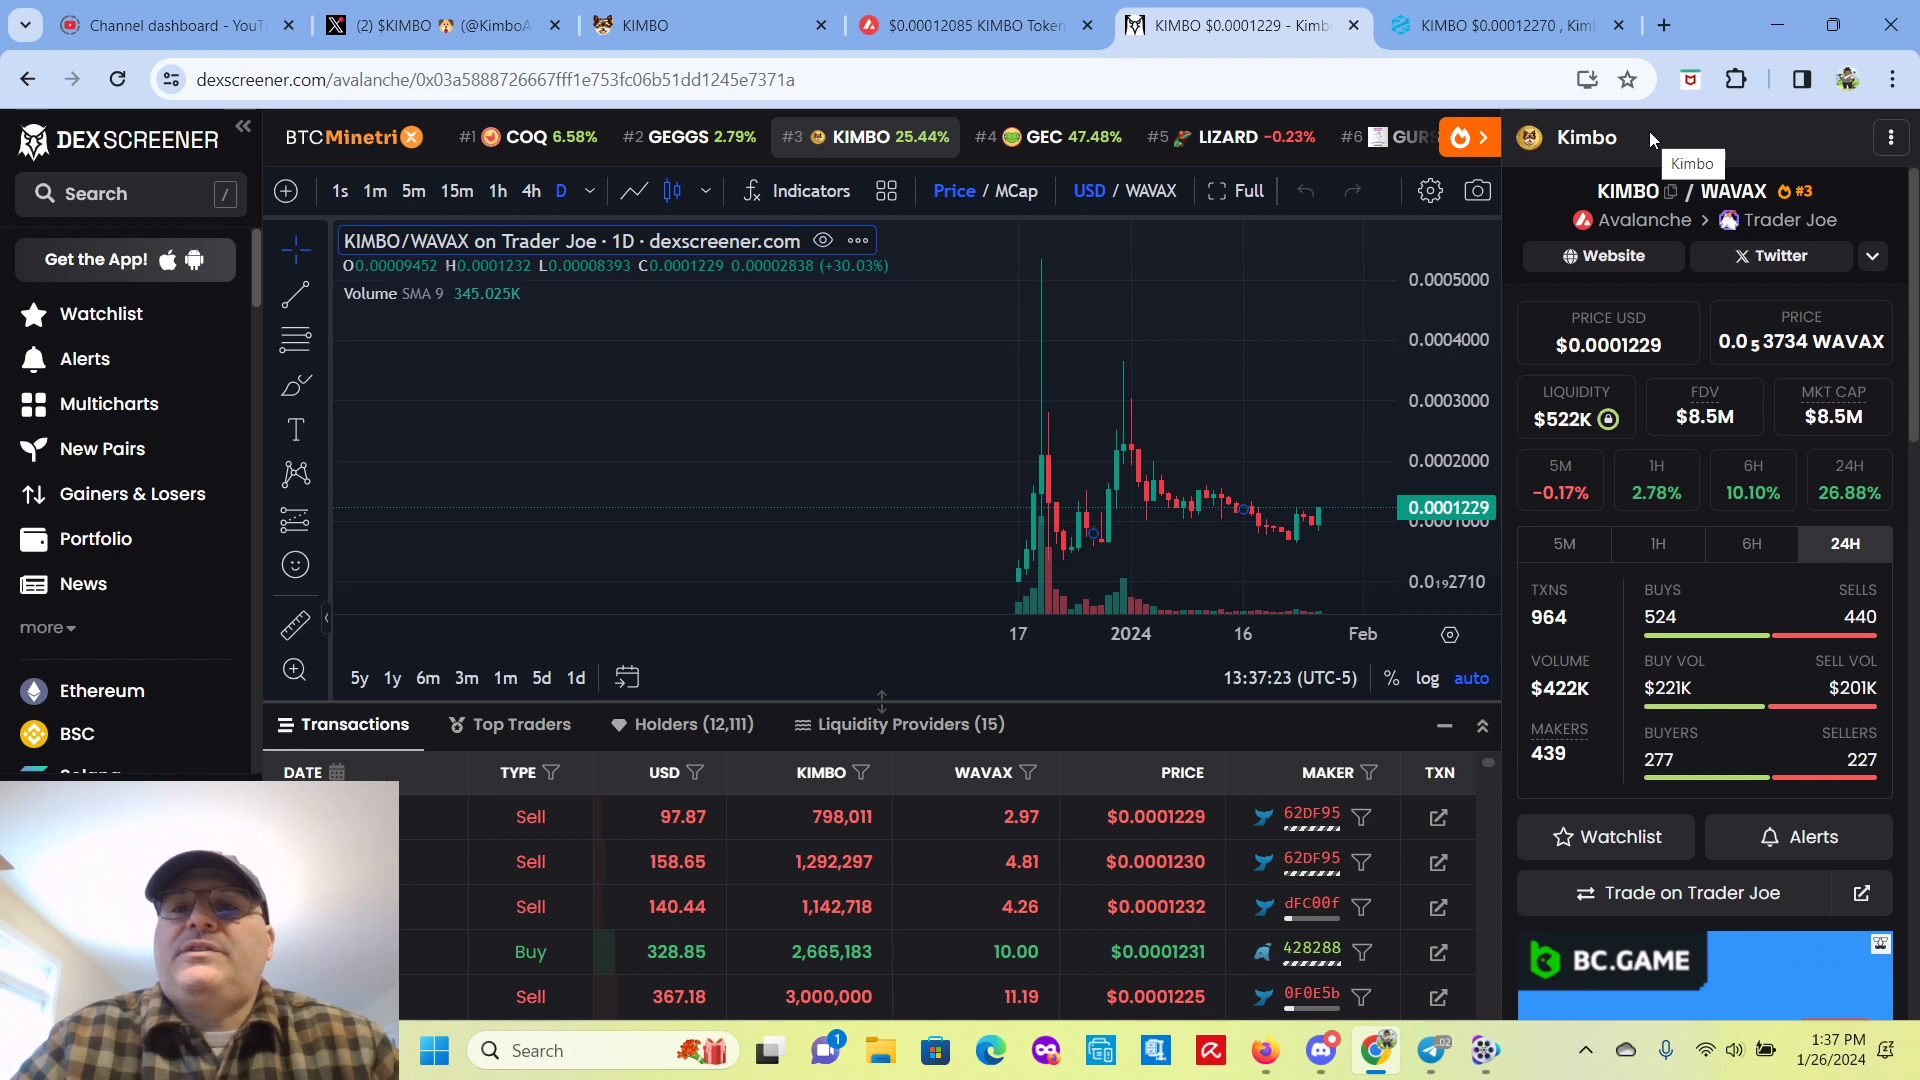 Channel dashboard - YouT
(2) $KIMBO (@KimboA
KIMBO
$0.00012085 KIMBO Token
KIMBO $0.0001229 - Kimb
KIMBO $0.00012270 , Kim
dexscreener.com/avalanche/0x03a5888726667fff1e753fc06b51dd1245e7371a
DEX SCREENER
BTCMinetrix
#1 COQ 6.58%
#2 GEGGS 2.79%
#3 KIMBO 25.44%
#4 GEC 47.48%
#5 LIZARD -0.23%
#6 GURS
Kimbo
Kimbo
Search /
Get the App!
Watchlist
Alerts
Multicharts
New Pairs
Gainers & Losers
Portfolio
News
more
Ethereum
BSC
Solana
1s 1m 5m 15m 1h 4h D
Indicators
Price / MCap
USD / WAVAX
Full
KIMBO/WAVAX on Trader Joe · 1D · dexscreener.com
O0.00009452 H0.0001232 L0.00008393 C0.0001229 0.00002838 (+30.03%)
Volume SMA 9 345.025K
0.0005000
0.0004000
0.0003000
0.0002000
0.0001229
0.0001000
0.0₁₉2710
17 2024 16 Feb
5y 1y 6m 3m 1m 5d 1d
13:37:23 (UTC-5) % log auto
Transactions
Top Traders
Holders (12,111)
Liquidity Providers (15)
DATE TYPE USD KIMBO WAVAX PRICE MAKER TXN
Sell 97.87 798,011 2.97 $0.0001229 62DF95
Sell 158.65 1,292,297 4.81 $0.0001230 62DF95
Sell 140.44 1,142,718 4.26 $0.0001232 dFC00f
Buy 328.85 2,665,183 10.00 $0.0001231 428288
Sell 367.18 3,000,000 11.19 $0.0001225 0F0E5b
KIMBO / WAVAX #3
Avalanche > Trader Joe
Website
Twitter
PRICE USD
$0.0001229
PRICE
0.0₅3734 WAVAX
LIQUIDITY
$522K
FDV
$8.5M
MKT CAP
$8.5M
5M
-0.17%
1H
2.78%
6H
10.10%
24H
26.88%
5M 1H 6H 24H
TXNS
964
BUYS SELLS
524 440
VOLUME
$422K
BUY VOL SELL VOL
$221K $201K
MAKERS
439
BUYERS SELLERS
277 227
Watchlist
Alerts
Trade on Trader Joe
BC.GAME
Search
1
02
1:37 PM
1/26/2024